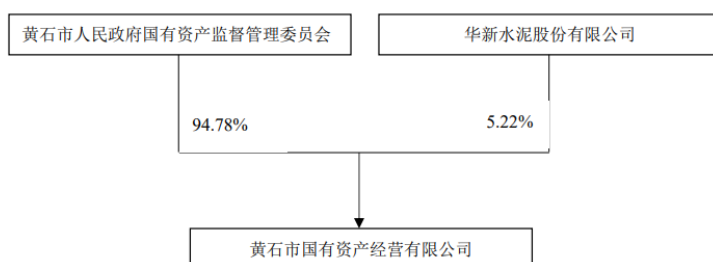 黄石市人民政府国有资产监督管理委员会
华新水泥股份有限公司
94.78%
5.22%
黄石市国有资产经营有限公司